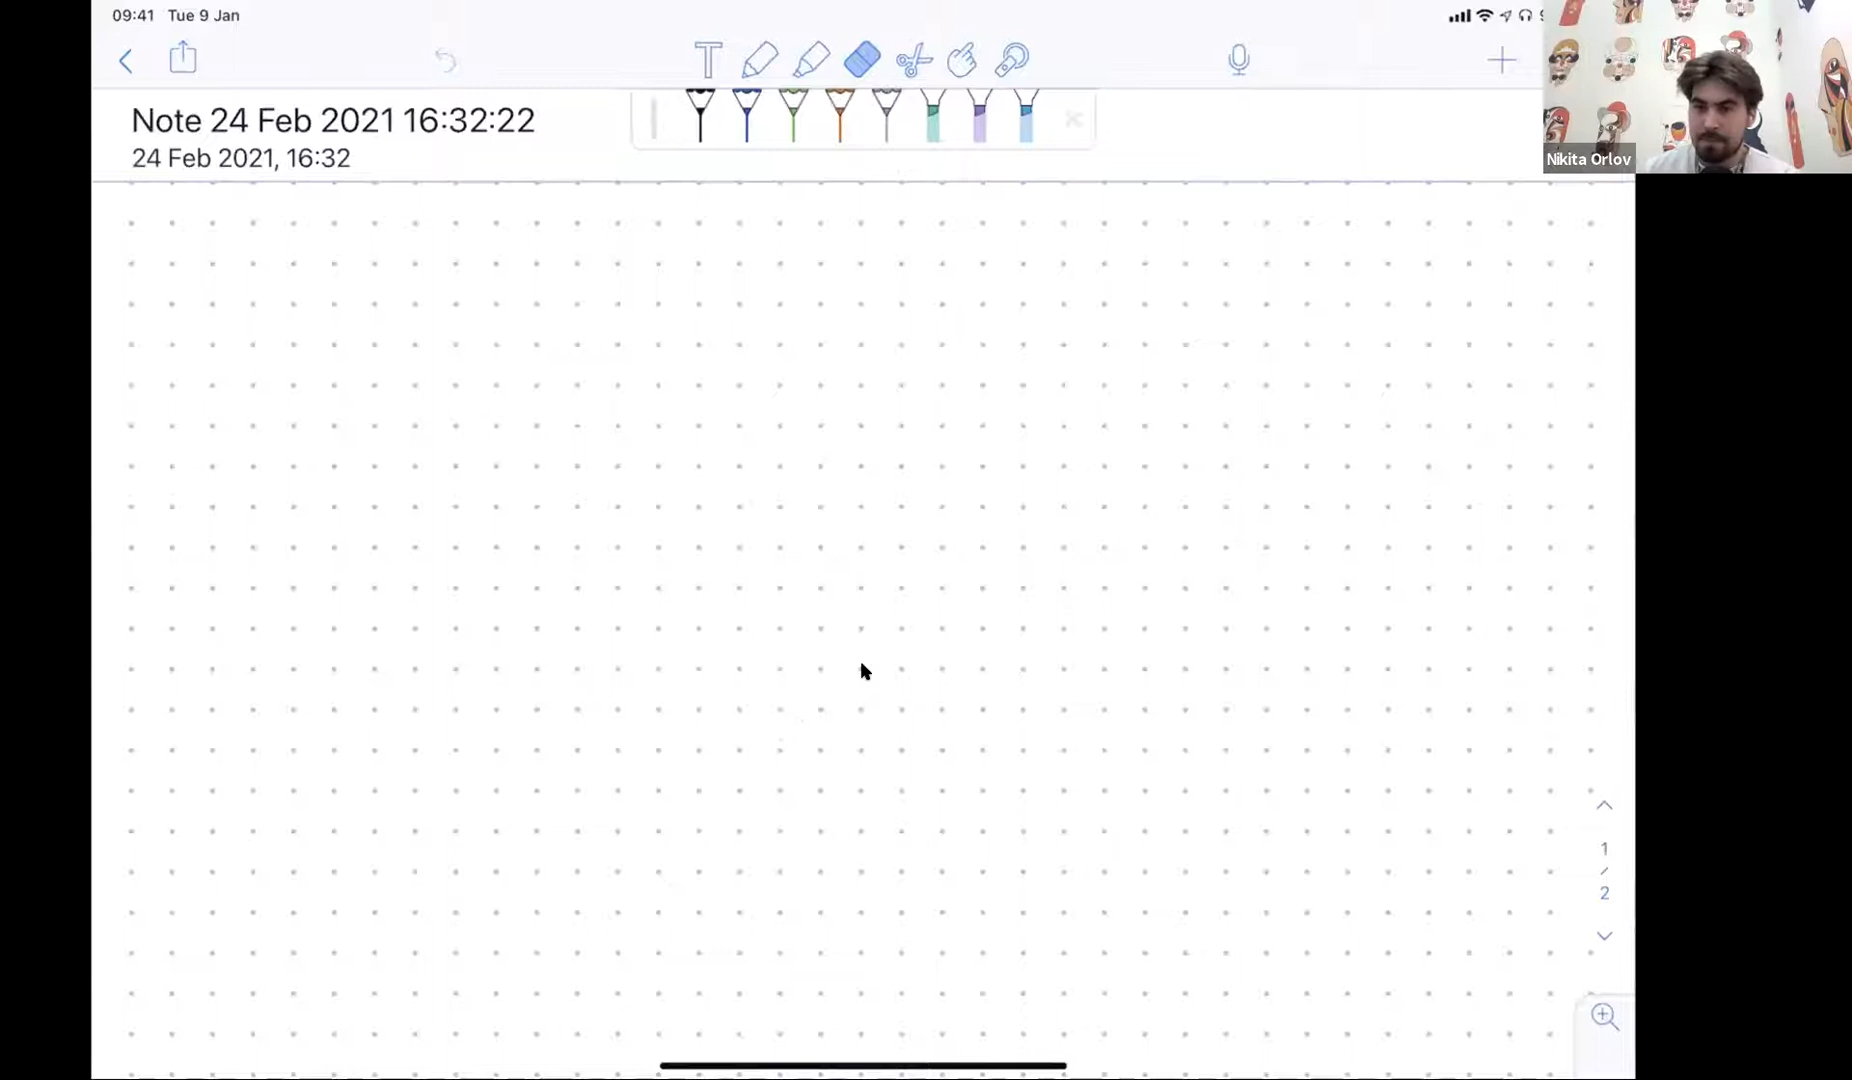 09:41 Tue 9 Jan
Note 24 Feb 2021 16:32:22
24 Feb 2021, 16:32
Nikita Orlov
1
/
2